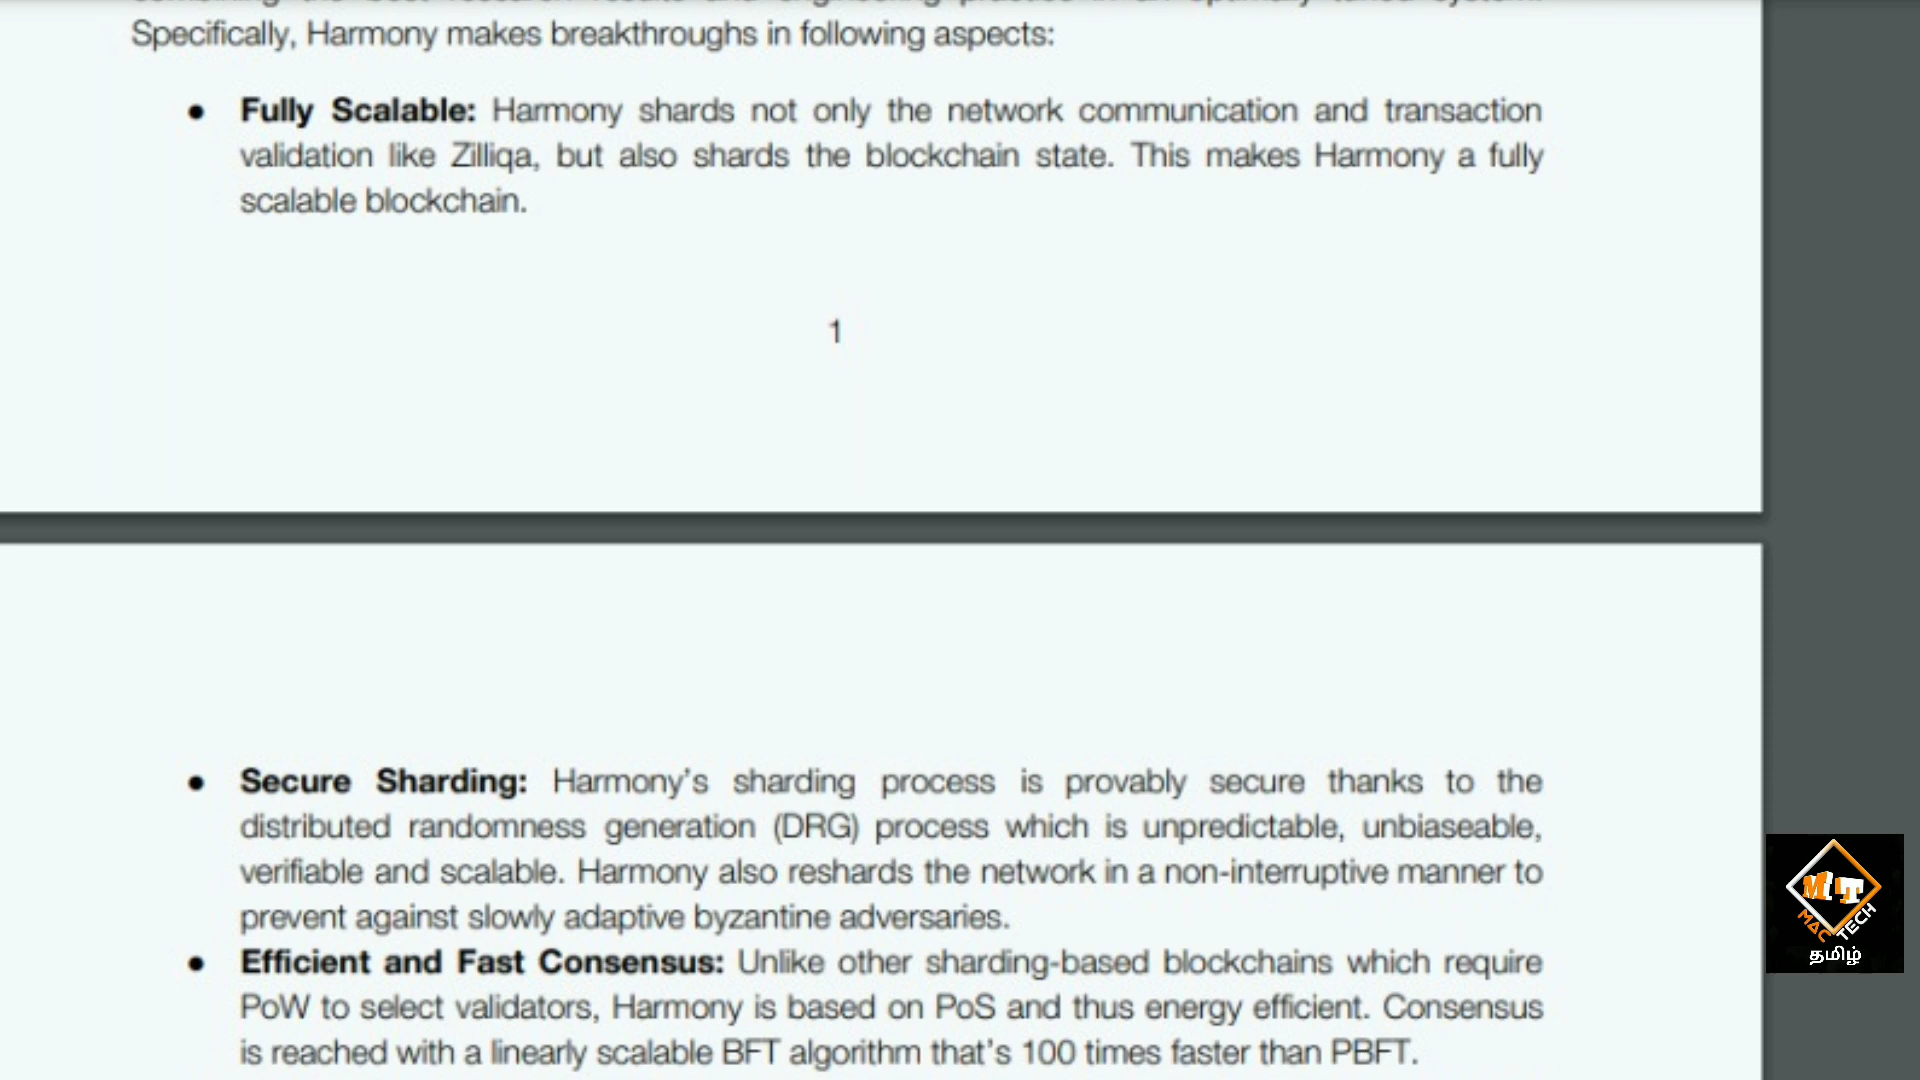 Specifically, Harmony makes breakthroughs in following aspects:
● Fully Scalable: Harmony shards not only the network communication and transaction
validation like Zilliqa, but also shards the blockchain state. This makes Harmony a fully
scalable blockchain.
1
● Secure Sharding: Harmony's sharding process is provably secure thanks to the
distributed randomness generation (DRG) process which is unpredictable, unbiaseable,
verifiable and scalable. Harmony also reshards the network in a non-interruptive manner to
prevent against slowly adaptive byzantine adversaries.
● Efficient and Fast Consensus: Unlike other sharding-based blockchains which require
PoW to select validators, Harmony is based on PoS and thus energy efficient. Consensus
is reached with a linearly scalable BFT algorithm that's 100 times faster than PBFT.
MT
MAC TECH
தமிழ்